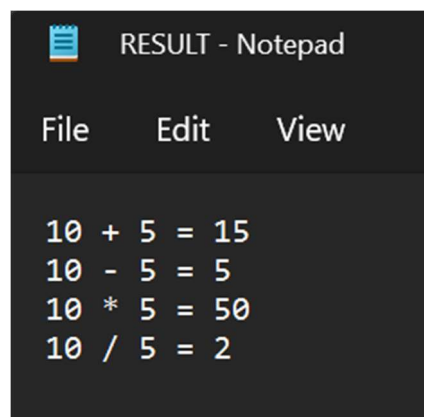 RESULT - Notepad
File Edit View
10 + 5 = 15
10 - 5 = 5
10 * 5 = 50
10 / 5 = 2